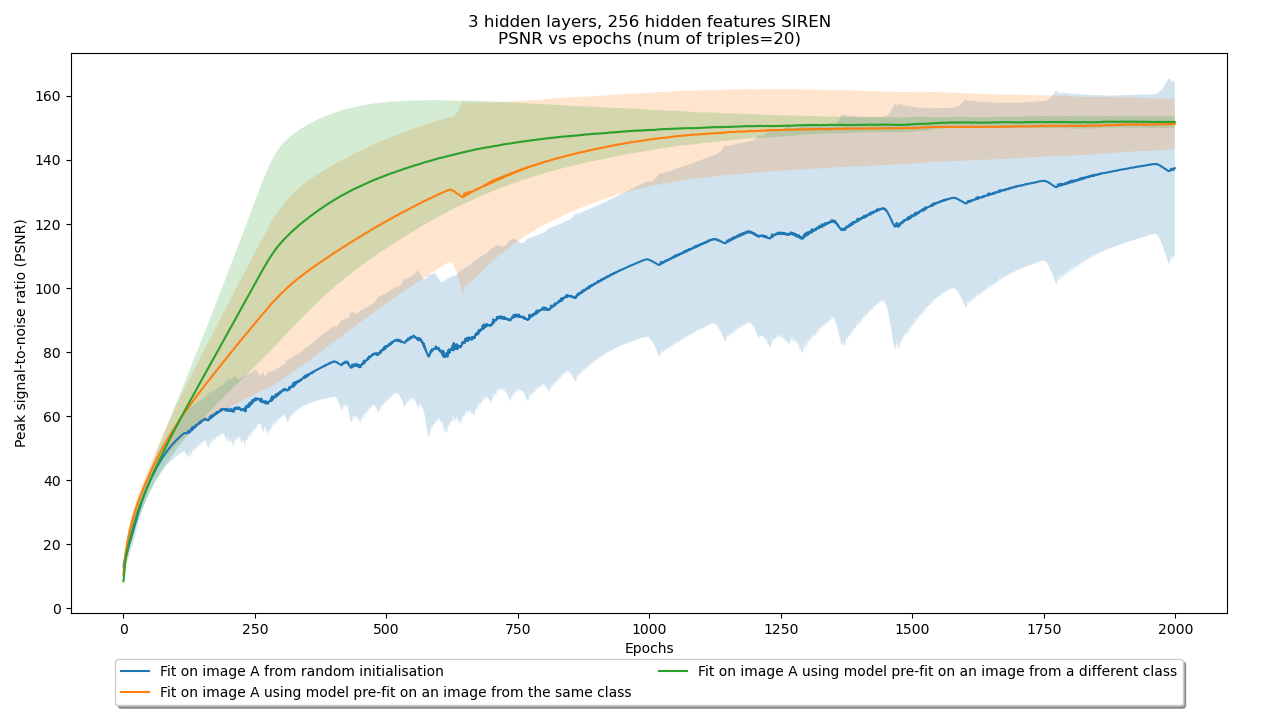 3 hidden layers, 256 hidden features SIREN
PSNR vs epochs (num of triples=20)
Peak signal-to-noise ratio (PSNR)
160
140
120
100
80
60
40
20
0
0 250 500 750 1000 1250 1500 1750 2000
Epochs
Fit on image A from random initialisation
Fit on image A using model pre-fit on an image from the same class
Fit on image A using model pre-fit on an image from a different class